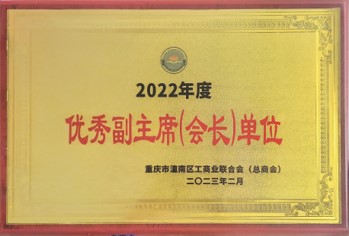 2022年度
优秀副主席(会长)单位
重庆市潼南区工商业联合会（总商会）
二〇二三年二月